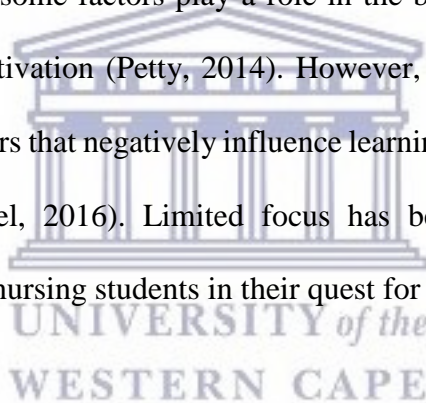 some factors play a role in the b
tivation (Petty, 2014). However,
rs that negatively influence learnin
el, 2016). Limited focus has be
nursing students in their quest for
UNIVERSITY of the
WESTERN CAPE